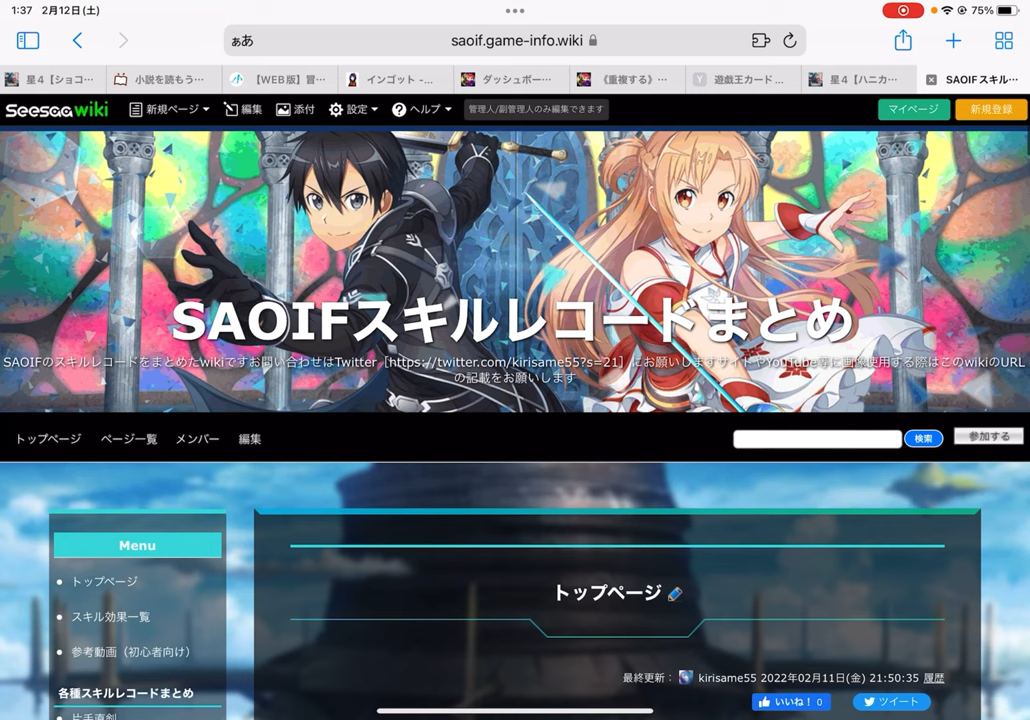 1:37 2月12日(土)
75%
ぁあ
saoif.game-info.wiki
星4【ショコ…
小説を読もう…
【WEB版】冒…
インゴット -…
ダッシュボー…
《重複する》…
遊戯王カード…
星4【ハニカ…
SAOIFスキル…
Seesaa wiki
新規ページ
編集
添付
設定
ヘルプ
管理人/副管理人のみ編集できます
マイページ
新規登録
SAOIFスキルレコードまとめ
SAOIFのスキルレコードをまとめたwikiですお問い合わせはTwitter［https://twitter.com/kirisame55?s=21］にお願いしますサイトやYouTube等に画像使用する際はこのwikiのURL
の記載をお願いします
トップページ
ページ一覧
メンバー
編集
検索
参加する
Menu
トップページ
スキル効果一覧
参考動画（初心者向け）
各種スキルレコードまとめ
片手直剣
トップページ
最終更新： kirisame55 2022年02月11日(金) 21:50:35 履歴
いいね！ 0
ツイート